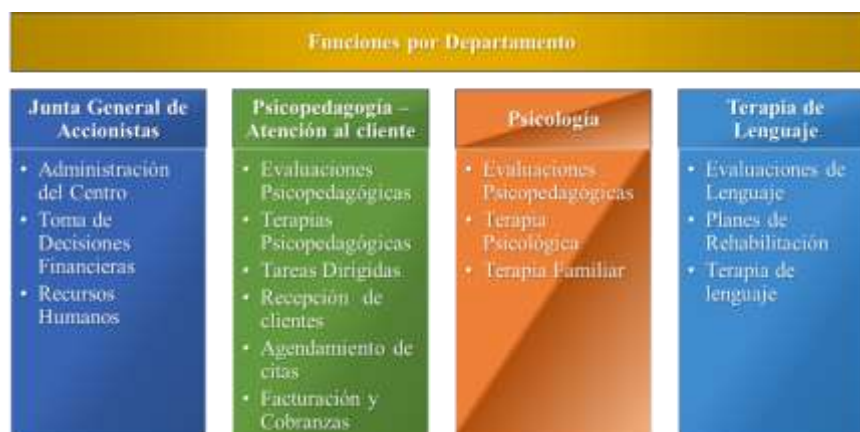 Funciones por Departamento
Junta General de
Accionistas
• Administración
del Centro
• Toma de
Decisiones
Financieras
• Recursos
Humanos
Psicopedagogía –
Atención al cliente
• Evaluaciones
Psicopedagógicas
• Terapias
Psicopedagógicas
• Tareas Dirigidas
• Recepción de
clientes
• Agendamiento de
citas
• Facturación y
Cobranzas
Psicología
• Evaluaciones
Psicopedagógicas
• Terapia
Psicológica
• Terapia Familiar
Terapia de
Lenguaje
• Evaluaciones de
Lenguaje
• Planes de
Rehabilitación
• Terapia de
lenguaje